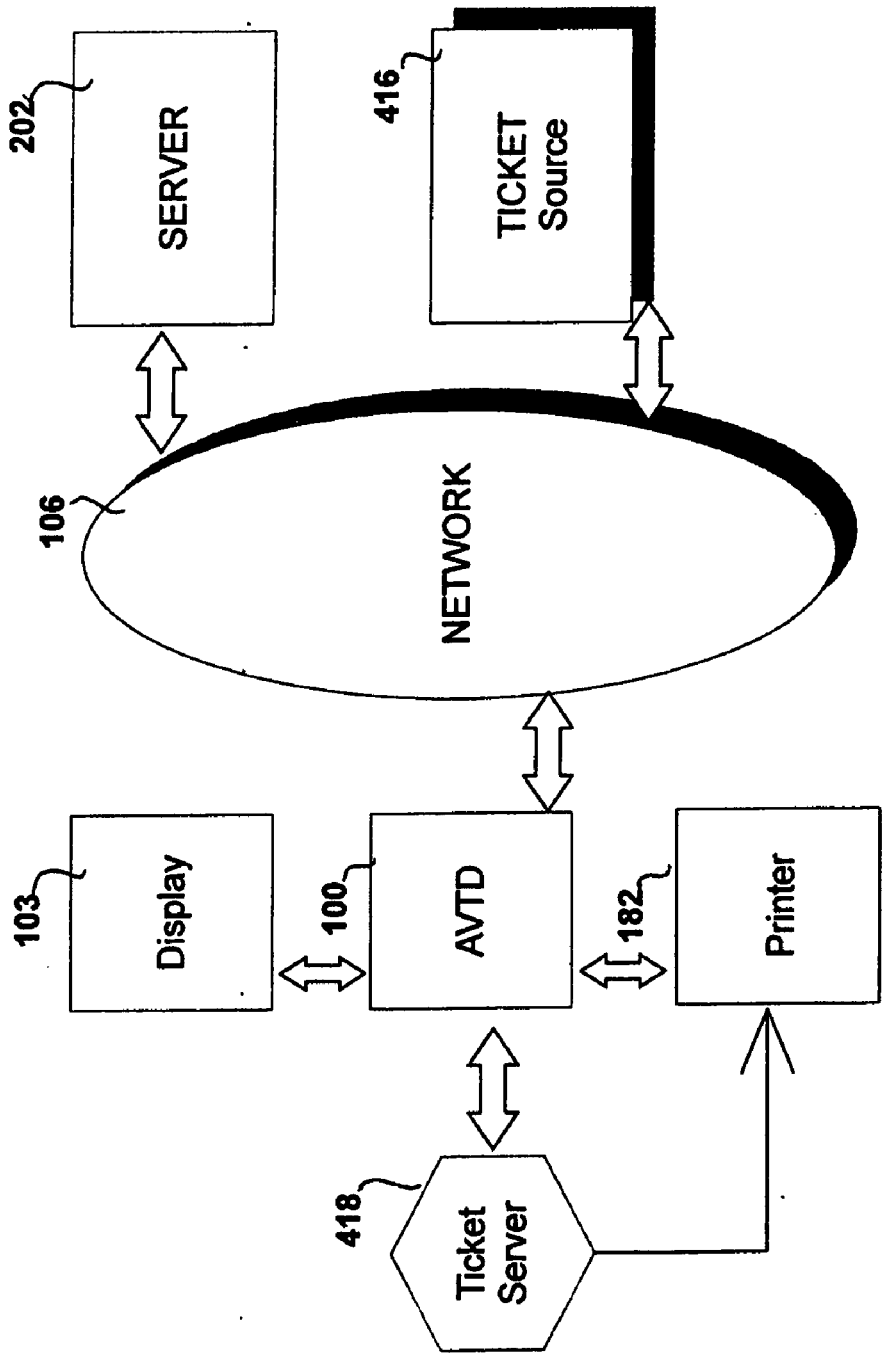 103
Display
106
202
SERVER
418
Ticket
Server
100
AVTD
NETWORK
182
Printer
416
TICKET
Source